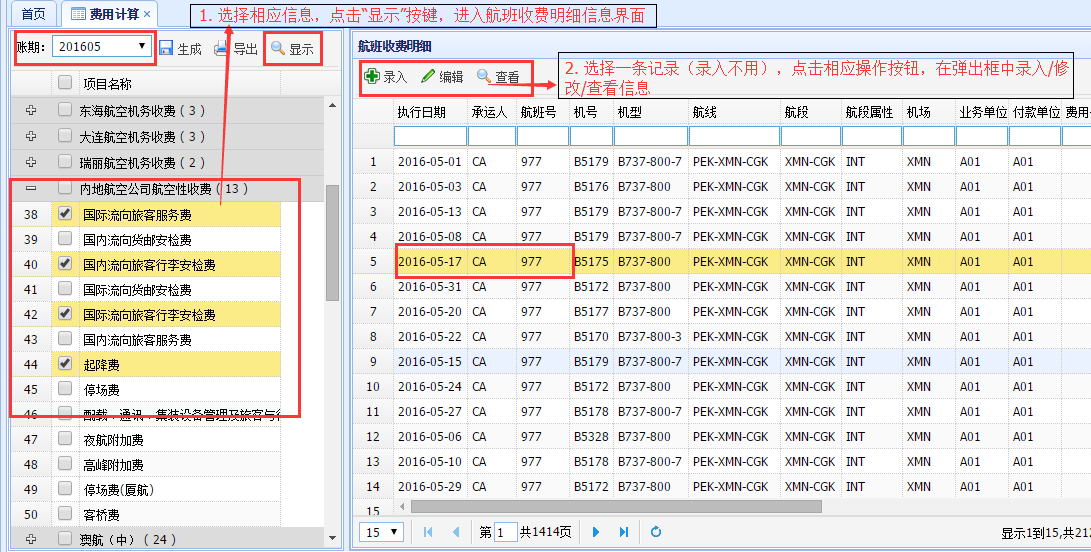 首页 费用计算 ×
1. 选择相应信息，点击“显示”按键，进入航班收费明细信息界面
账期: 201605 生成 导出 显示
项目名称
东海航空机务收费 ( 3 )
大连航空机务收费 ( 3 )
瑞丽航空机务收费 ( 2 )
内地航空公司航空性收费 ( 13 )
38 国际流向旅客服务费
39 国内流向货邮安检费
40 国内流向旅客行李安检费
41 国际流向货邮安检费
42 国际流向旅客行李安检费
43 国内流向旅客服务费
44 起降费
45 停场费
46 配载、通讯、集装设备管理及旅客与行
47 夜航附加费
48 高峰附加费
49 停场费(厦航)
50 客桥费
赛航（中） ( 24 )
航班收费明细
录入 编辑 查看
2. 选择一条记录（录入不用），点击相应操作按钮，在弹出框中录入/修
改/查看信息
执行日期 承运人 航班号 机号 机型 航线 航段 航段属性 机场 业务单位 付款单位 费用
1 2016-05-01 CA 977 B5179 B737-800-7 PEK-XMN-CGK XMN-CGK INT XMN A01 A01
2 2016-05-03 CA 977 B5176 B737-800 PEK-XMN-CGK XMN-CGK INT XMN A01 A01
3 2016-05-13 CA 977 B5179 B737-800-7 PEK-XMN-CGK XMN-CGK INT XMN A01 A01
4 2016-05-08 CA 977 B5179 B737-800-7 PEK-XMN-CGK XMN-CGK INT XMN A01 A01
5 2016-05-17 CA 977 B5175 B737-800 PEK-XMN-CGK XMN-CGK INT XMN A01 A01
6 2016-05-31 CA 977 B5172 B737-800 PEK-XMN-CGK XMN-CGK INT XMN A01 A01
7 2016-05-20 CA 977 B5177 B737-800 PEK-XMN-CGK XMN-CGK INT XMN A01 A01
8 2016-05-22 CA 977 B5170 B737-800-3 PEK-XMN-CGK XMN-CGK INT XMN A01 A01
9 2016-05-15 CA 977 B5179 B737-800-7 PEK-XMN-CGK XMN-CGK INT XMN A01 A01
10 2016-05-24 CA 977 B5172 B737-800 PEK-XMN-CGK XMN-CGK INT XMN A01 A01
11 2016-05-27 CA 977 B5178 B737-800-7 PEK-XMN-CGK XMN-CGK INT XMN A01 A01
12 2016-05-06 CA 977 B5328 B737-800 PEK-XMN-CGK XMN-CGK INT XMN A01 A01
13 2016-05-10 CA 977 B5178 B737-800-7 PEK-XMN-CGK XMN-CGK INT XMN A01 A01
14 2016-05-29 CA 977 B5172 B737-800 PEK-XMN-CGK XMN-CGK INT XMN A01 A01
15
15 第 1 共1414页 显示1到15,共21